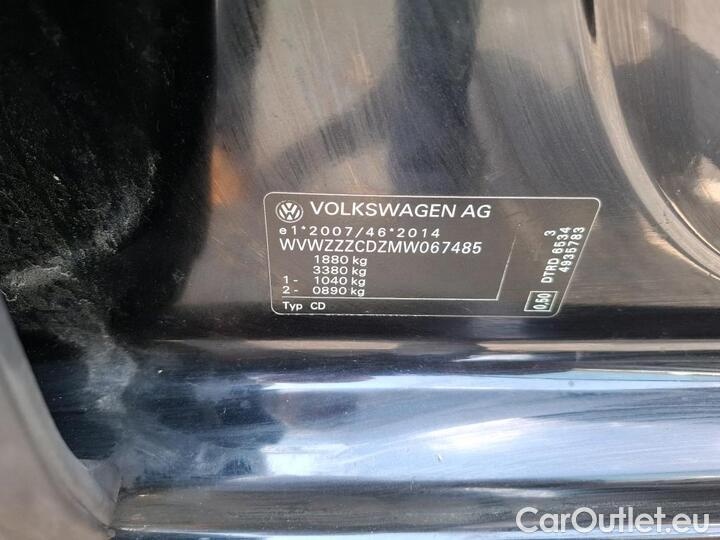 VOLKSWAGEN AG
e1*2007/46*2014
WVWZZZCDZMW067485
1880 kg
3380 kg
1- 1040 kg
2- 0890 kg
Typ CD
3
DTRD 6534
4935783
0,50
CarOutlet.eu